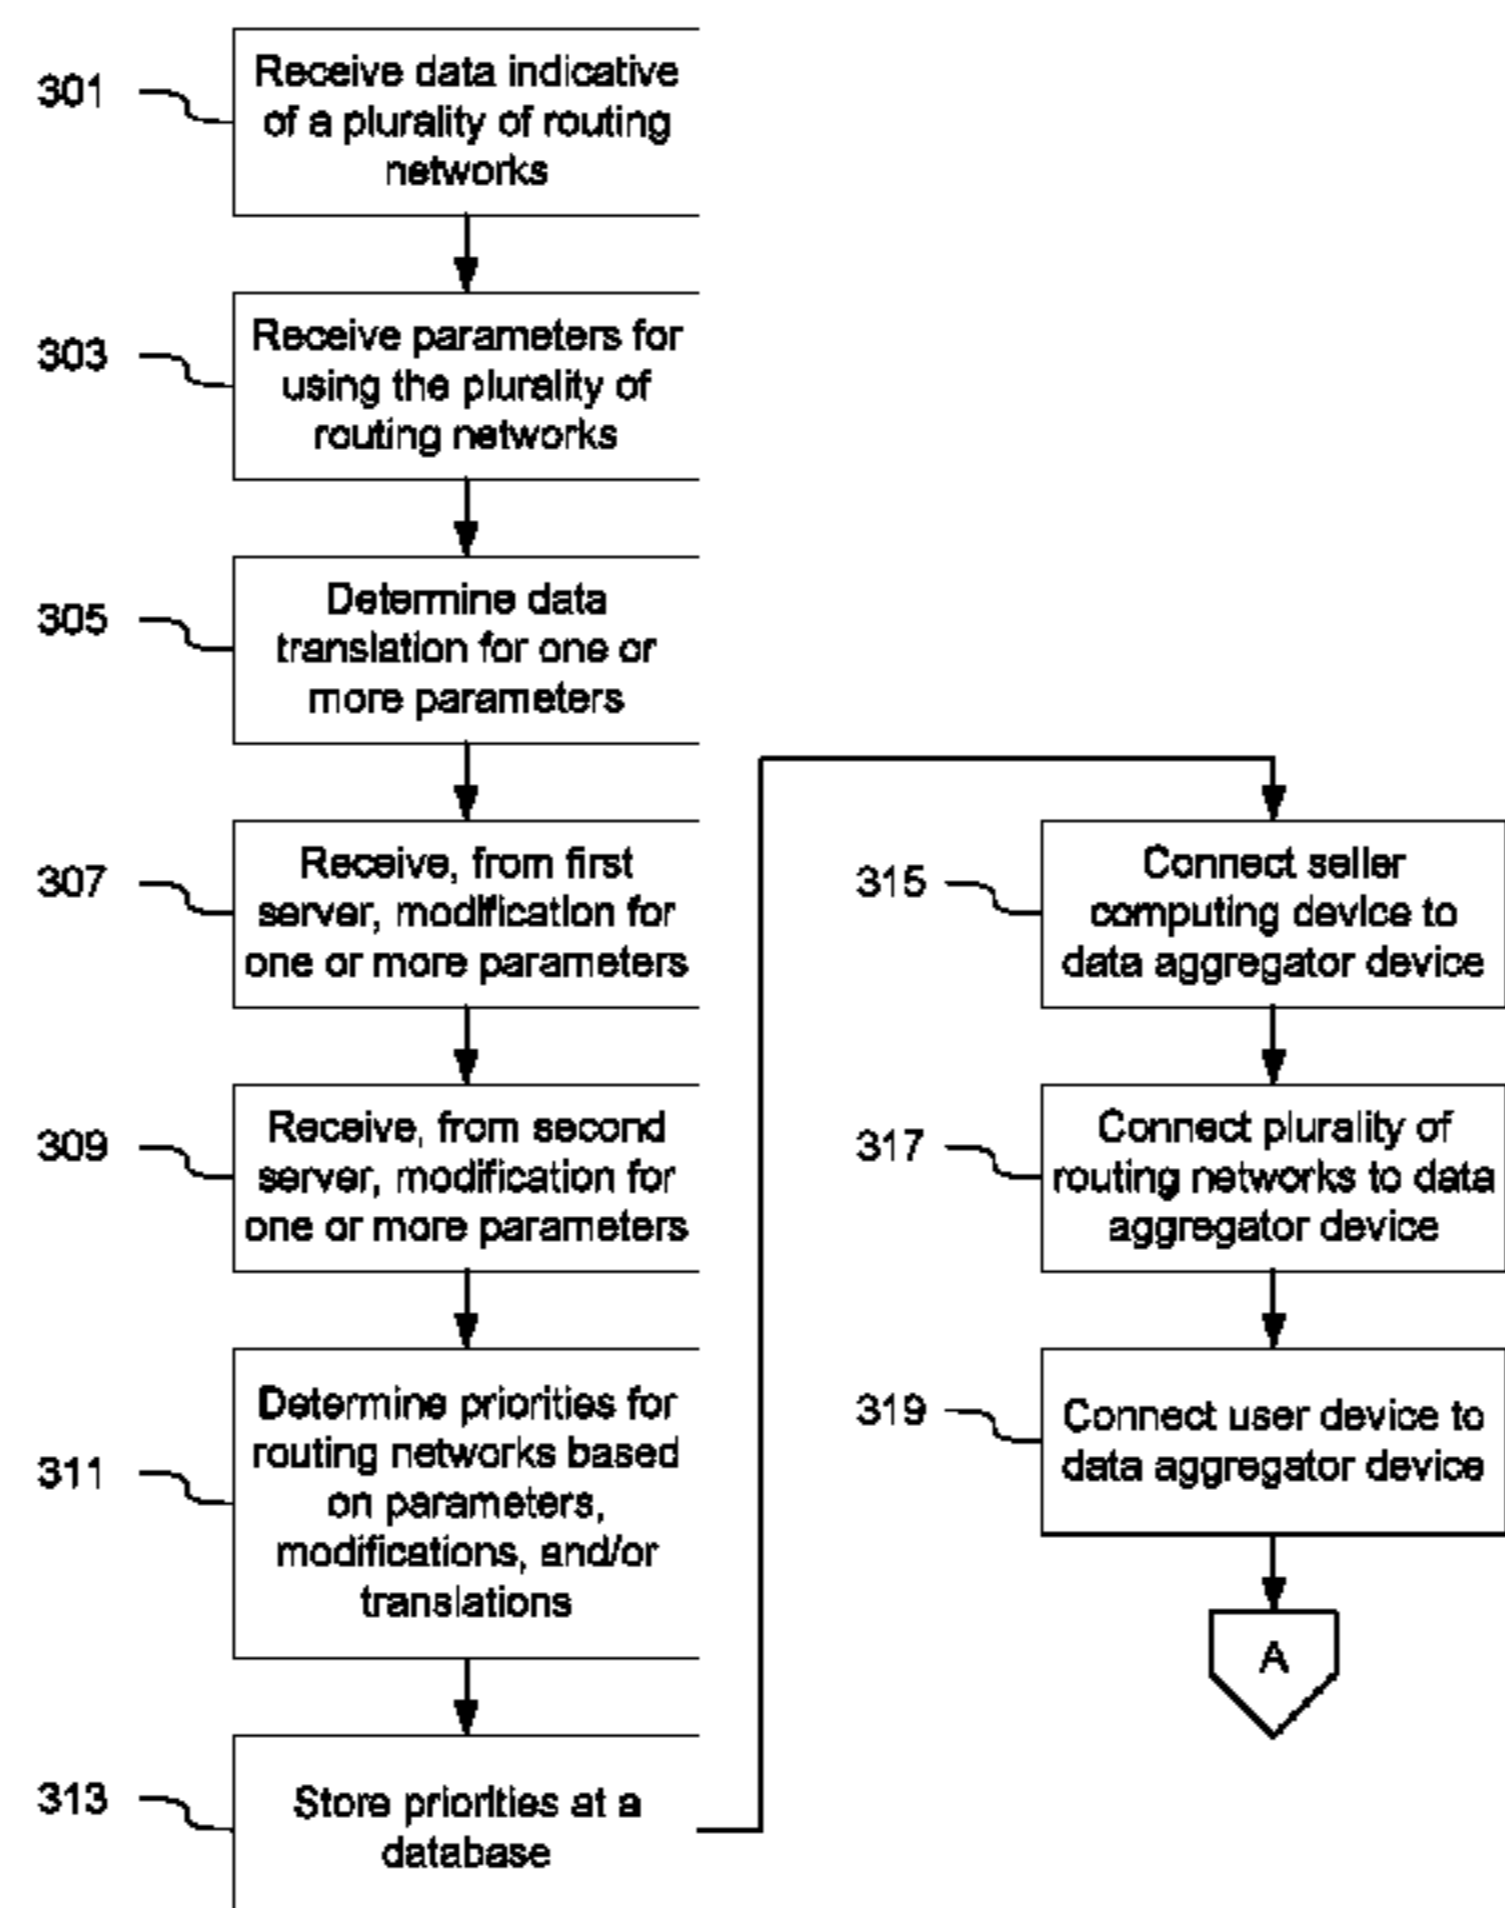 301
Receive data indicative
of a plurality of routing
networks
303
Receive parameters for
using the plurality of
routing networks
305
Determine data
translation for one or
more parameters
307
Receive, from first
server, modification for
one or more parameters
309
Receive, from second
server, modification for
one or more parameters
311
Determine priorities for
routing networks based
on parameters,
modifications, and/or
translations
313
Store priorities at a
database
315
Connect seller
computing device to
data aggregator device
317
Connect plurality of
routing networks to data
aggregator device
319
Connect user device to
data aggregator device
A